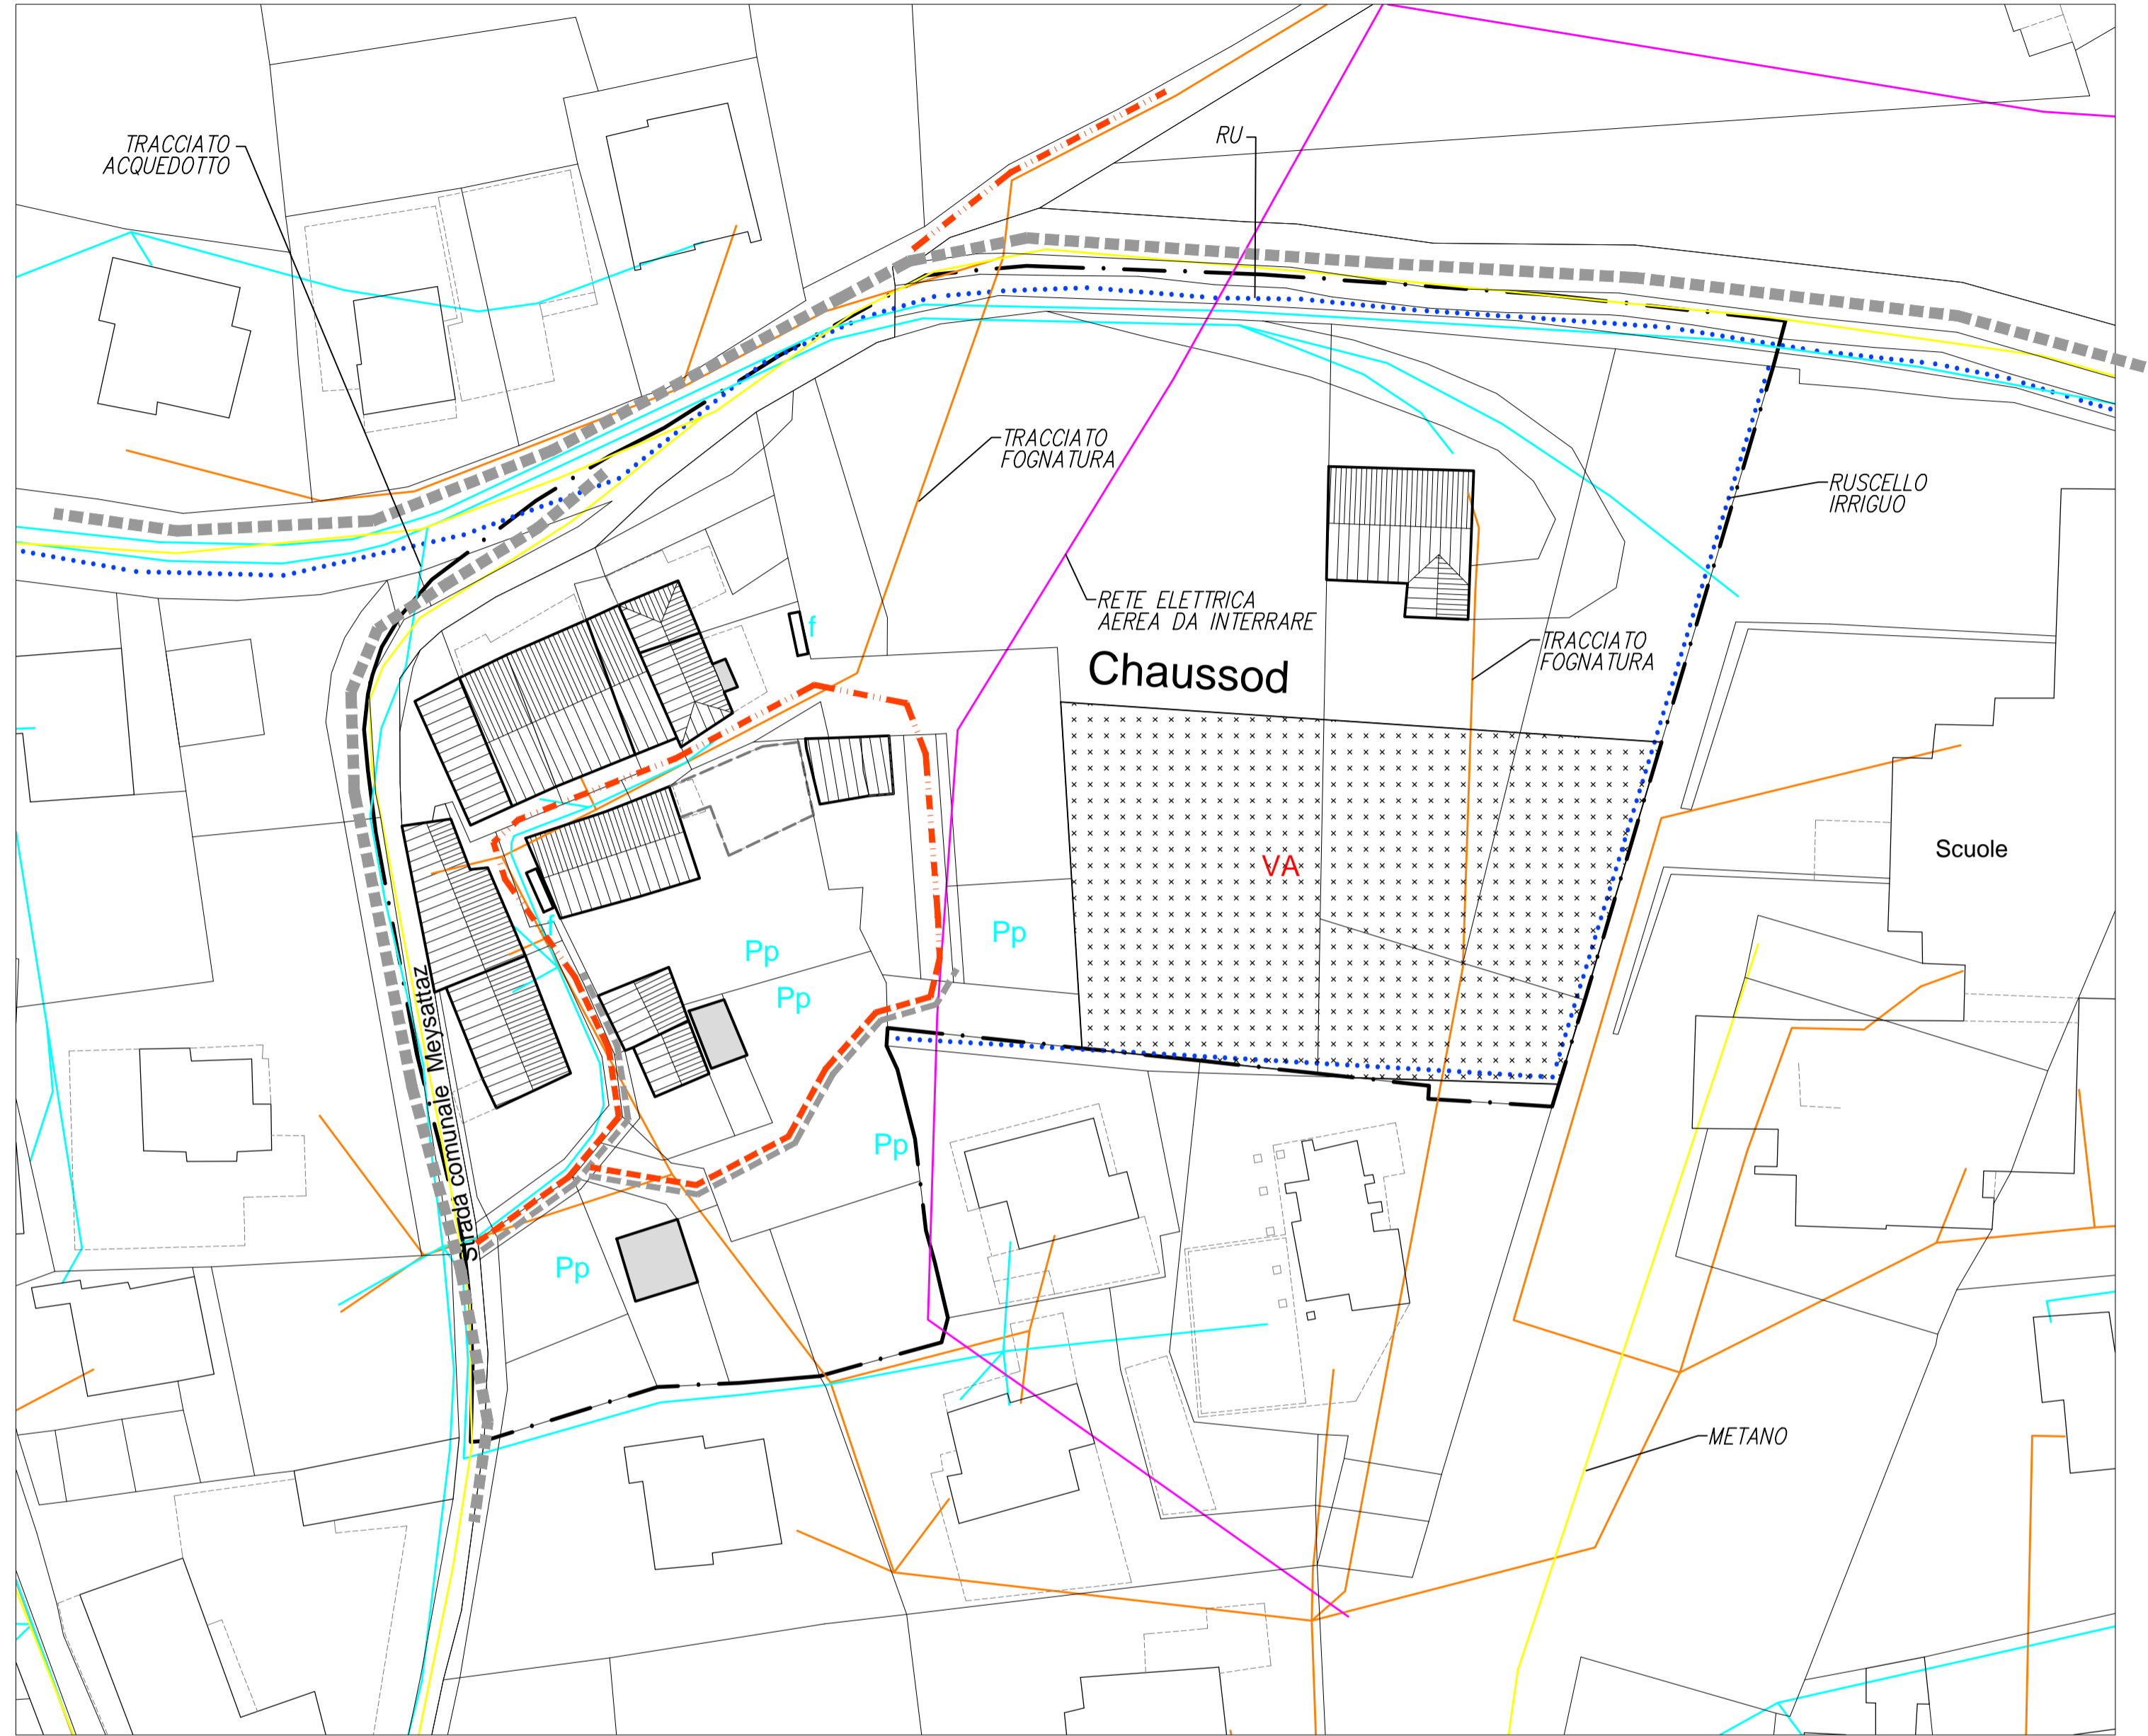 TRACCIATO
ACQUEDOTTO
RU
TRACCIATO
FOGNATURA
RUSCELLO
IRRIGUO
RETE ELETTRICA
AEREA DA INTERRARE
f
TRACCIATO
FOGNATURA
Chaussod
Scuole
VA
f
Pp
Pp
Pp
Strada comunale Meysattaz
Pp
Pp
METANO